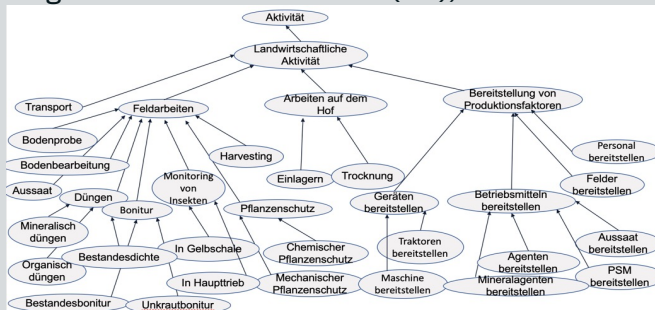 Aktivität
Landwirtschaftliche
Aktivität
Transport
Feldarbeiten
Arbeiten auf dem
Hof
Bereitstellung von
Produktionsfaktoren
Bodenprobe
Bodenbearbeitung
Aussaat
Düngen
Bonitur
Monitoring
von
Insekten
Harvesting
Einlagern
Trocknung
Geräten
bereitstellen
Betriebsmitteln
bereitstellen
Felder
bereitstellen
Personal
bereitstellen
Mineralisch
düngen
Organisch
düngen
Bestandesdichte
In Gelbschale
Pflanzenschutz
Chemischer
Pflanzenschutz
Traktoren
bereitstellen
Agenten
bereitstellen
Aussaat
bereitstellen
PSM
bereitstellen
In Haupttrieb
Mechanischer
Pflanzenschutz
Maschine
bereitstellen
Mineralagenten
bereitstellen
Bestandesbonitur
Unkrautbonitur